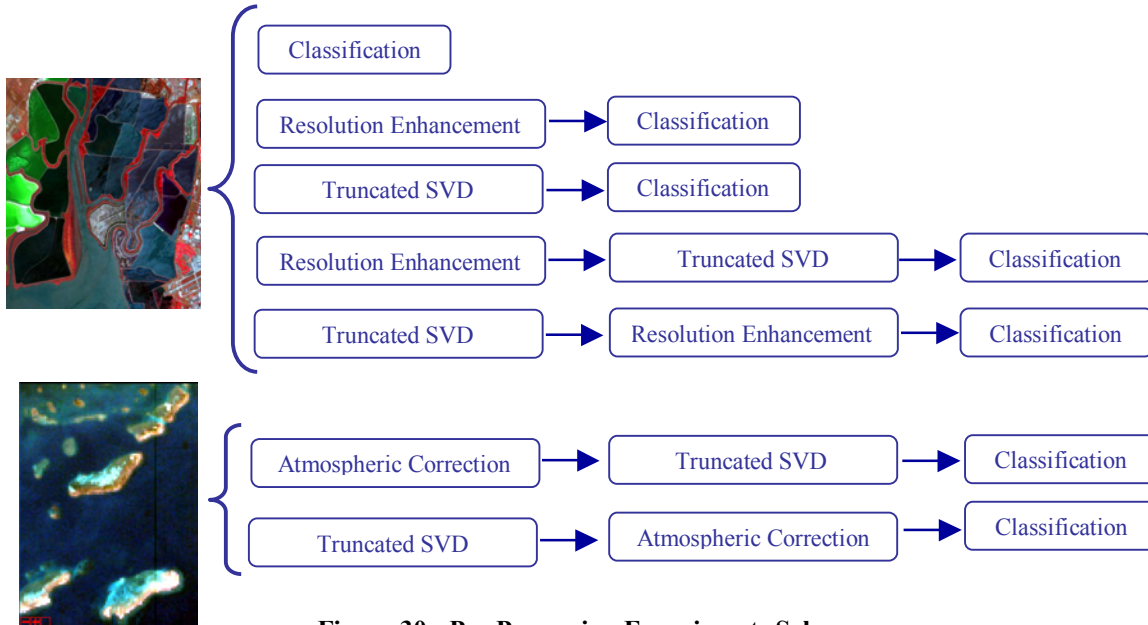 Classification
Resolution Enhancement Classification
Truncated SVD Classification
Resolution Enhancement Truncated SVD Classification
Truncated SVD Resolution Enhancement Classification
Atmospheric Correction Truncated SVD Classification
Truncated SVD Atmospheric Correction Classification